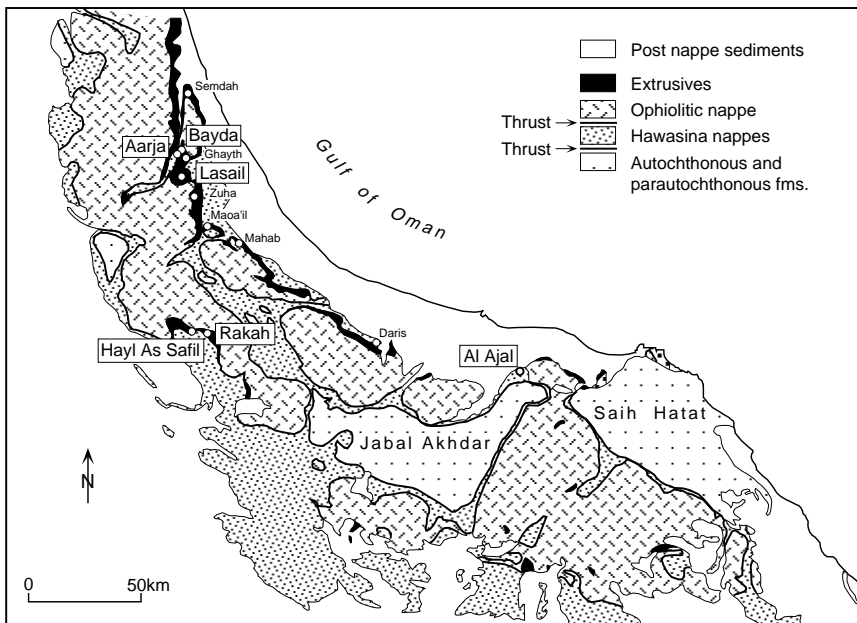 Post nappe sediments
Extrusives
Ophiolitic nappe
Thrust
Hawasina nappes
Thrust
Autochthonous and
parautochthonous fms.
Semdah
Bayda
Aarja
Ghayth
Lasail
Zuha
Maoa'il
Mahab
Gulf of Oman
Rakah
Hayl As Safil
Daris
Al Ajal
Saih Hatat
Jabal Akhdar
N
0 50km